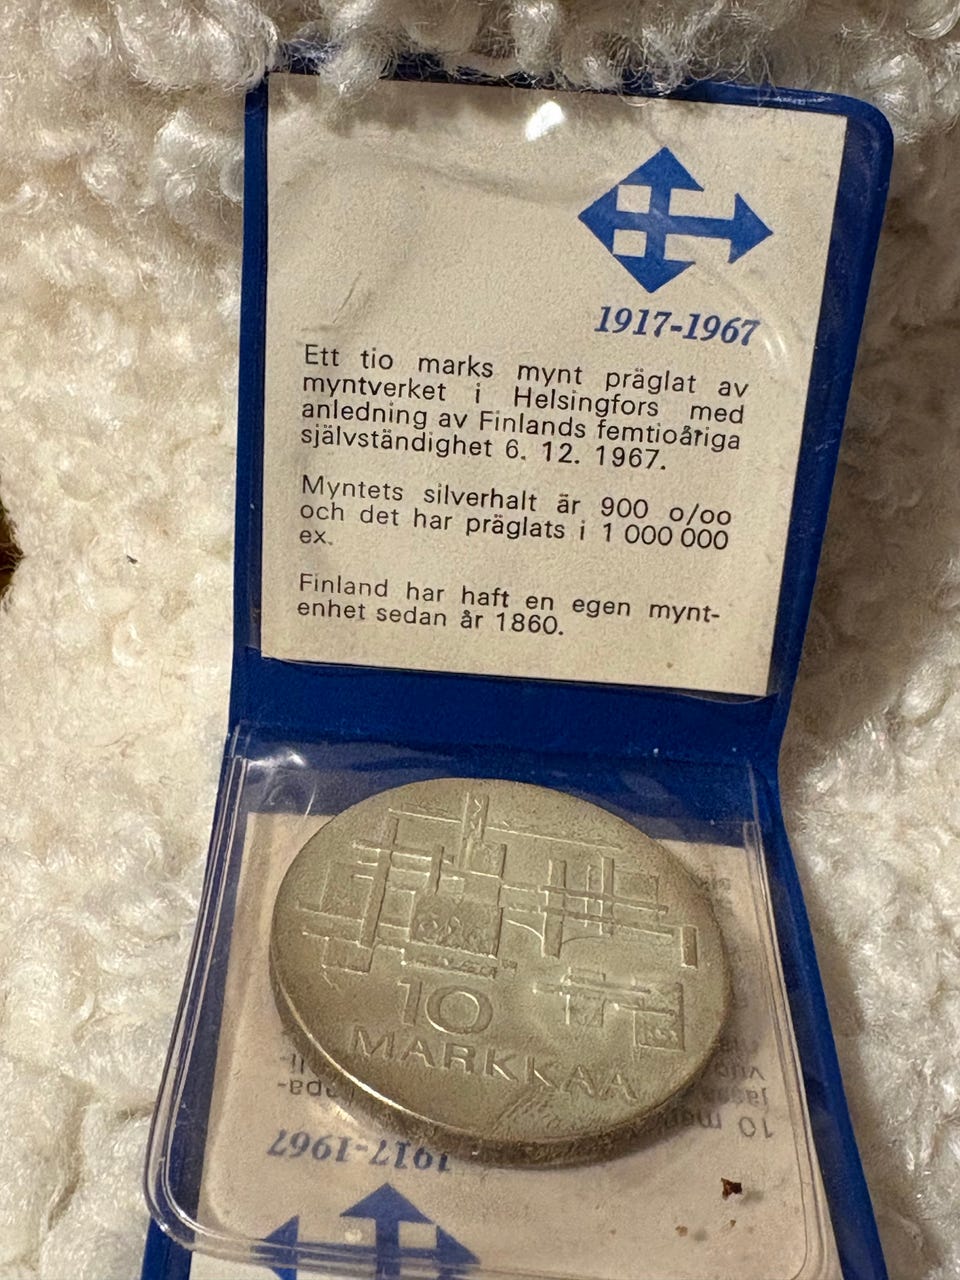 1917-1967
Ett tio marks mynt präglat av
myntverket i Helsingfors med
anledning av Finlands femtioåriga
självständighet 6. 12. 1967.
Myntets silverhalt är 900 o/oo
och det har präglats i 1 000 000
ex.
Finland har haft en egen mynt-
enhet sedan år 1860.
10
MARKKAA
10
1917-1967